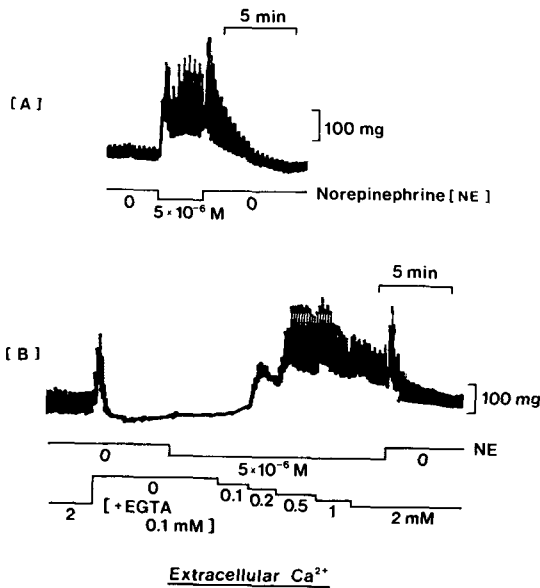 5 min
[A]
100 mg
0
5×10⁻⁶ M
0
Norepinephrine [NE]
5 min
[B]
100 mg
0
5×10⁻⁶ M
0
NE
2
0
[+EGTA
0.1 mM]
0.1
0.2
0.5
1
2 mM
Extracellular Ca²⁺